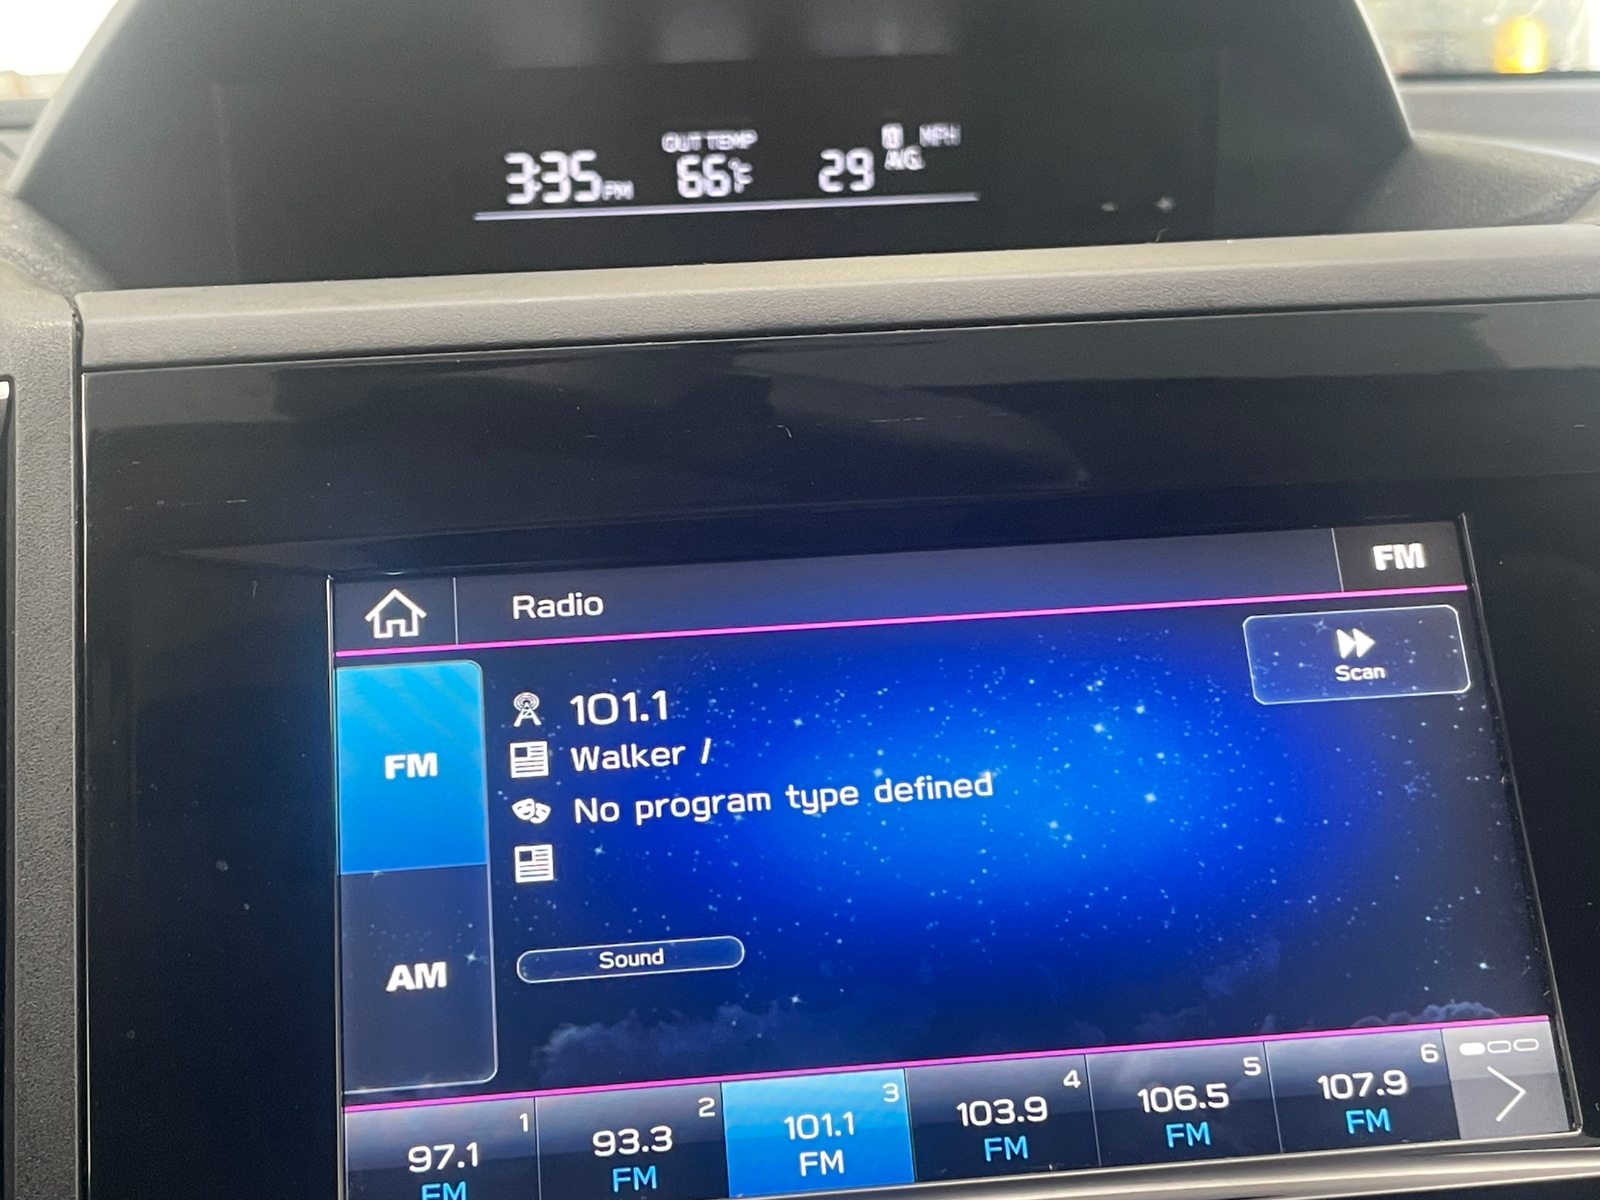 OUT TEMP
MPH
3:35 PM 66°F 29 AVG.
Radio
FM
Scan
FM
101.1
Walker /
No program type defined
AM
Sound
1
97.1
FM
2
93.3
FM
3
101.1
FM
4
103.9
FM
5
106.5
FM
6
107.9
FM